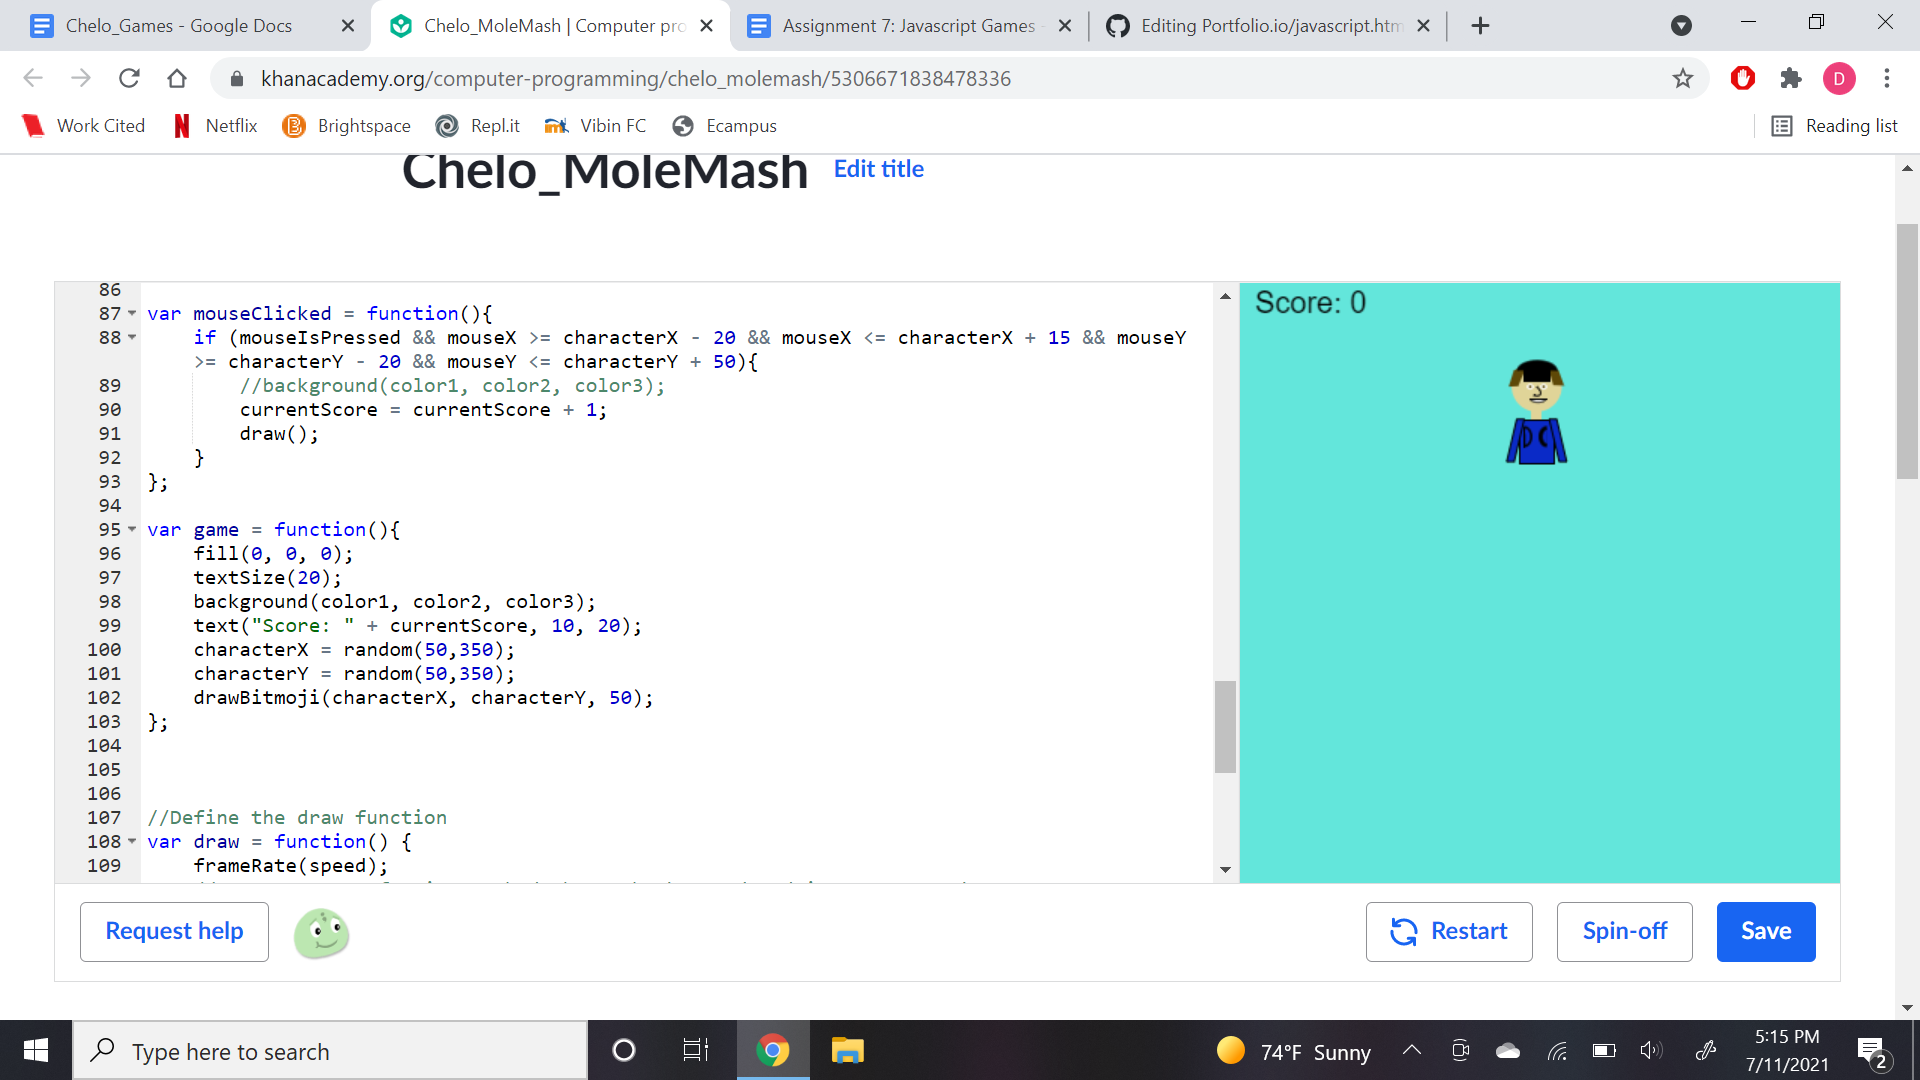 Chelo_Games - Google Docs
Chelo_MoleMash | Computer pro
Assignment 7: Javascript Games
Editing Portfolio.io/javascript.htm
khanacademy.org/computer-programming/chelo_molemash/5306671838478336
D
Work Cited
Netflix
Brightspace
Repl.it
Vibin FC
Ecampus
Reading list
Chelo_MoleMash Edit title
86
87 var mouseClicked = function(){
88 if (mouseIsPressed && mouseX >= characterX - 20 && mouseX <= characterX + 15 && mouseY
>= characterY - 20 && mouseY <= characterY + 50){
89 //background(color1, color2, color3);
90 currentScore = currentScore + 1;
91 draw();
92 }
93 };
94
95 var game = function(){
96 fill(0, 0, 0);
97 textSize(20);
98 background(color1, color2, color3);
99 text("Score: " + currentScore, 10, 20);
100 characterX = random(50,350);
101 characterY = random(50,350);
102 drawBitmoji(characterX, characterY, 50);
103 };
104
105
106
107 //Define the draw function
108 var draw = function() {
109 frameRate(speed);
Score: 0
DC
Request help
Restart
Spin-off
Save
Type here to search
74°F Sunny
5:15 PM
7/11/2021
2